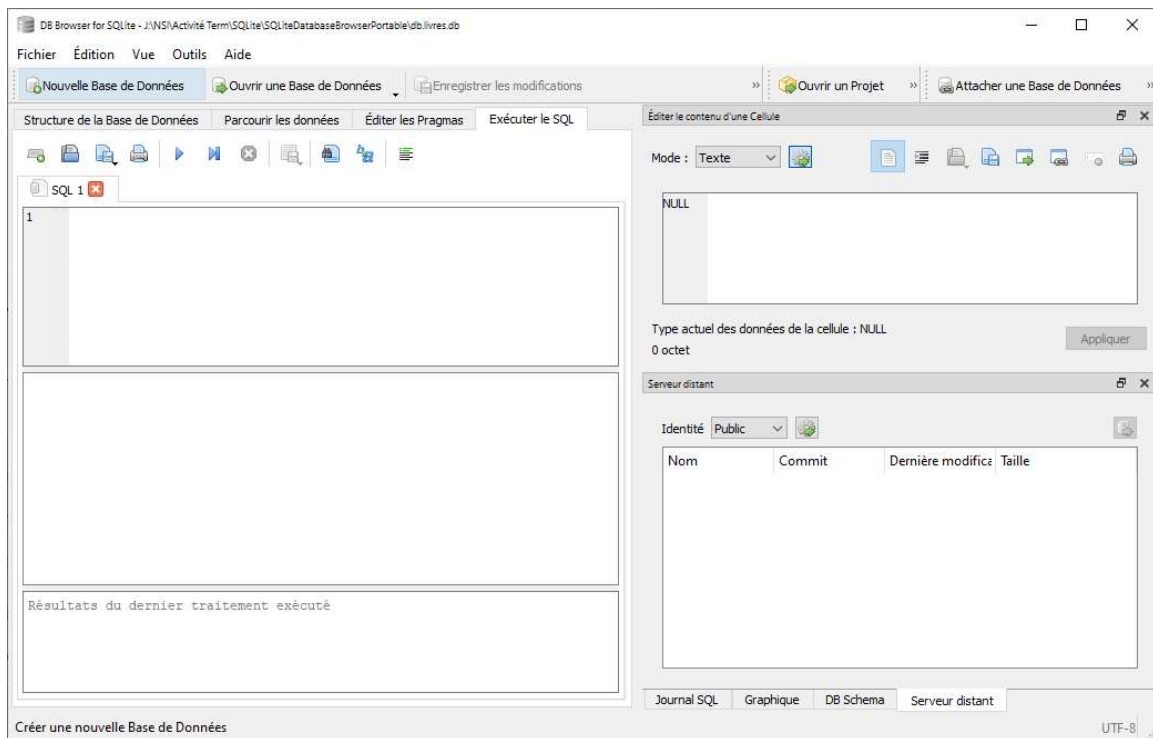 DB Browser for SQLite - J:\NSI\Activité Term\SQLite\SQLiteDatabaseBrowserPortable\db.livres.db
Fichier Édition Vue Outils Aide
Nouvelle Base de Données Ouvrir une Base de Données Enregistrer les modifications » Ouvrir un Projet » Attacher une Base de Données »
Structure de la Base de Données Parcourir les données Éditer les Pragmas Exécuter le SQL
SQL 1
1
Résultats du dernier traitement exécuté
Éditer le contenu d'une Cellule
Mode : Texte
NULL
Type actuel des données de la cellule : NULL
0 octet
Appliquer
Serveur distant
Identité Public
Nom Commit Dernière modifica Taille
Journal SQL Graphique DB Schema Serveur distant
Créer une nouvelle Base de Données
UTF-8